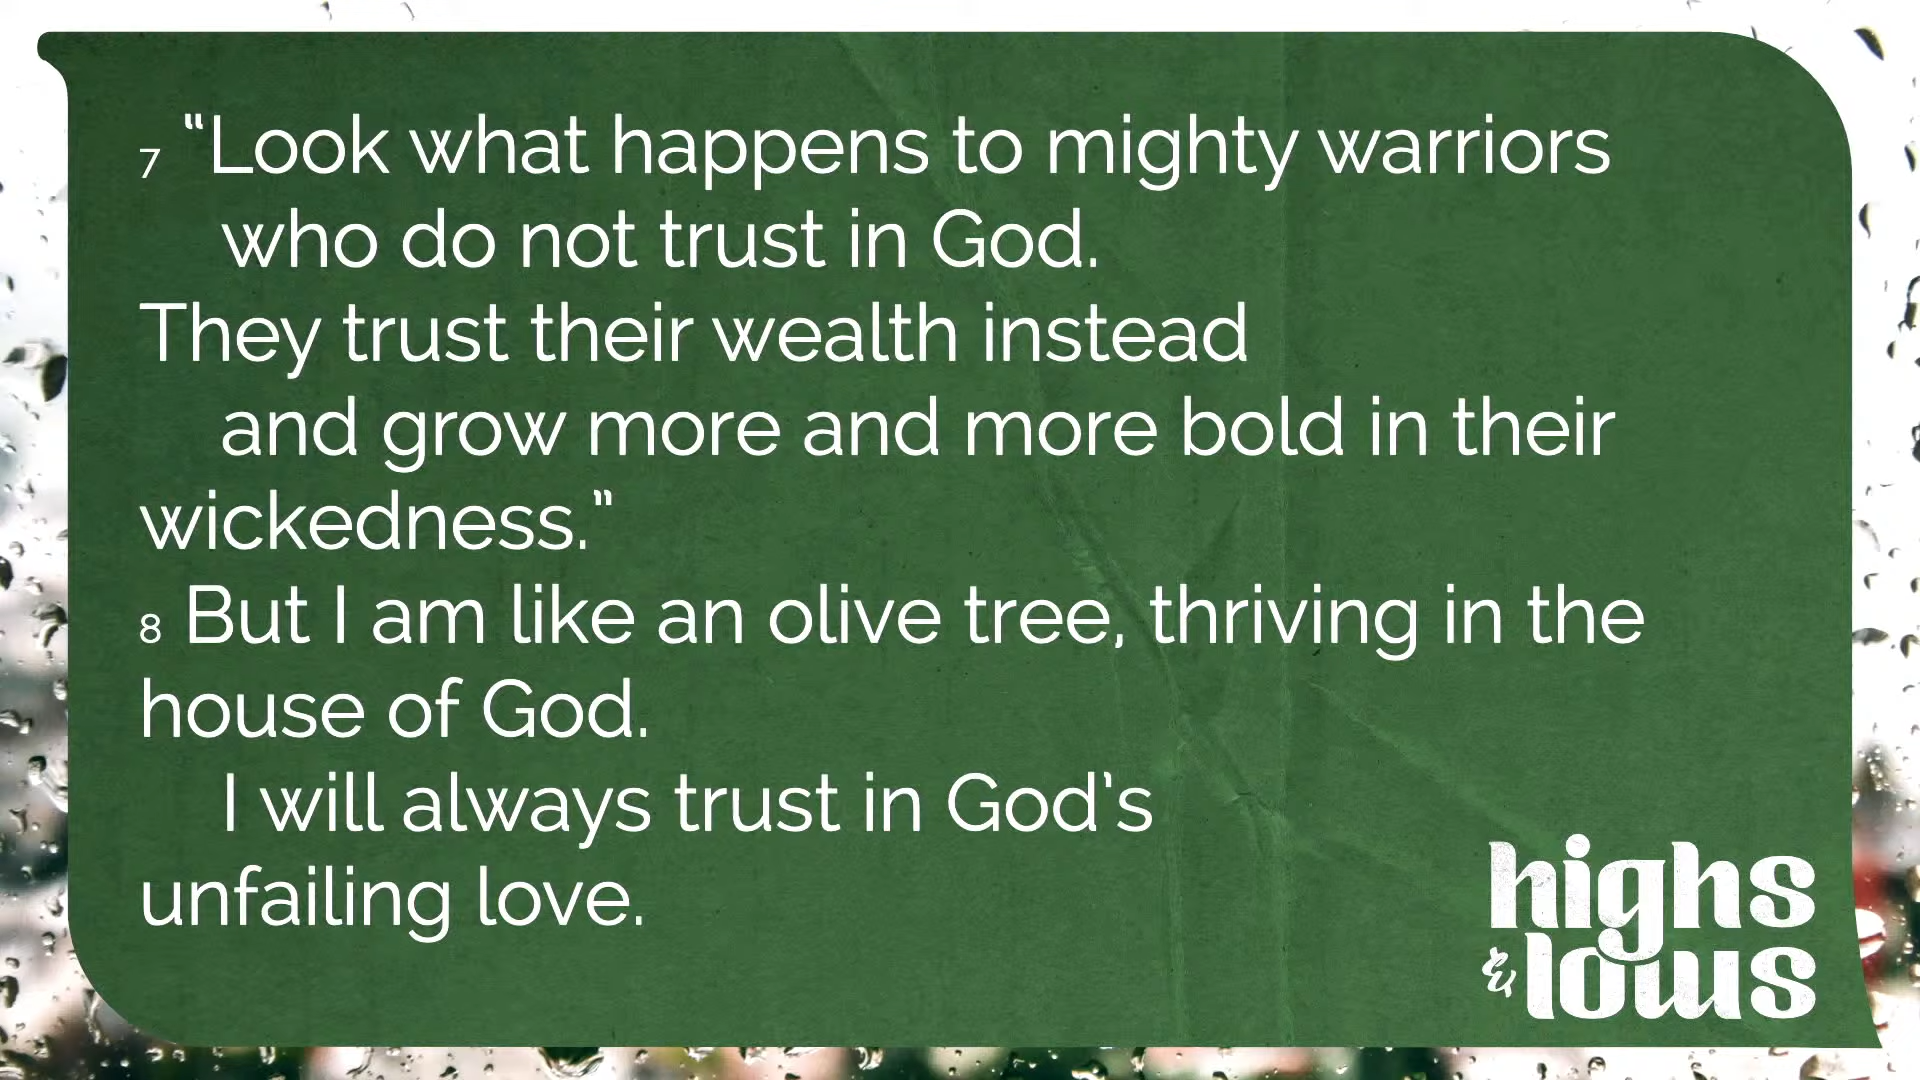 7 “Look what happens to mighty warriors
who do not trust in God.
They trust their wealth instead
and grow more and more bold in their
wickedness.”
8 But I am like an olive tree, thriving in the
house of God.
I will always trust in God’s
unfailing love.
highs
& lows